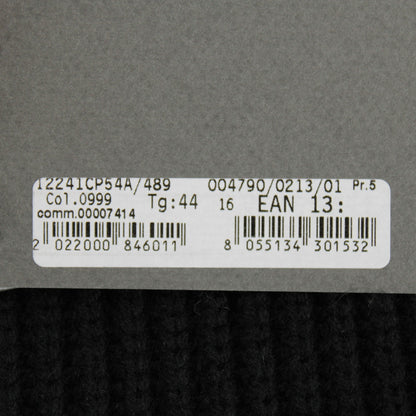 12241CP54A/489 004790/0213/01 Pr.5
Col.0999 Tg:44 16 EAN 13:
comm.00007414
2 022000 846011 8 055134 301532